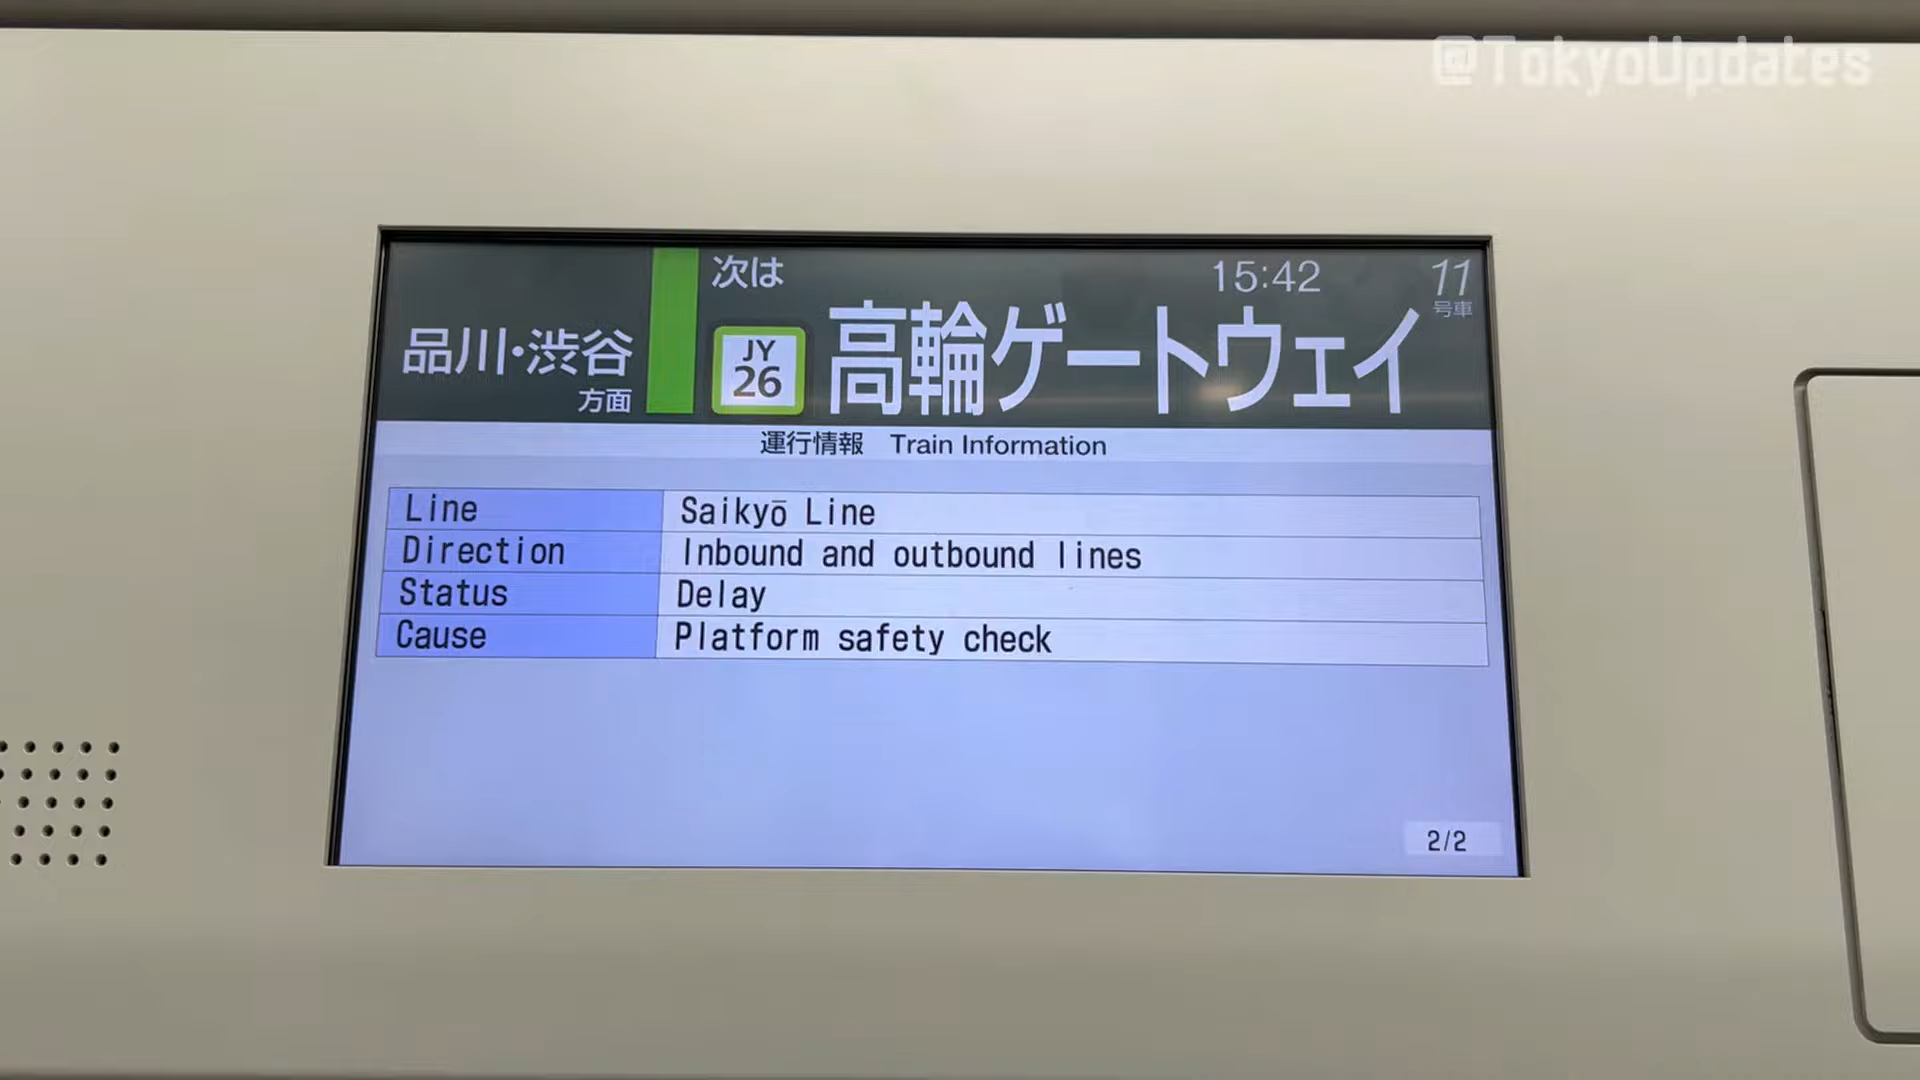 @TokyoUpdates
次は
15:42
11
号車
品川・渋谷
方面
JY
26
高輪ゲートウェイ
運行情報 Train Information
Line Saikyō Line
Direction Inbound and outbound lines
Status Delay
Cause Platform safety check
2/2